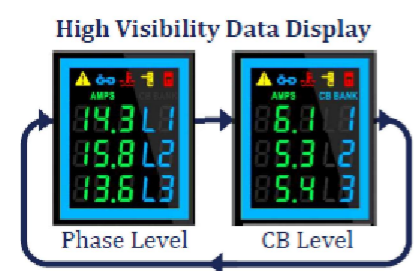 High Visibility Data Display
AMPS
14.3 L1
15.8 L2
13.6 L3
AMPS CB BANK
6.1 1
5.3 2
5.4 3
Phase Level
CB Level